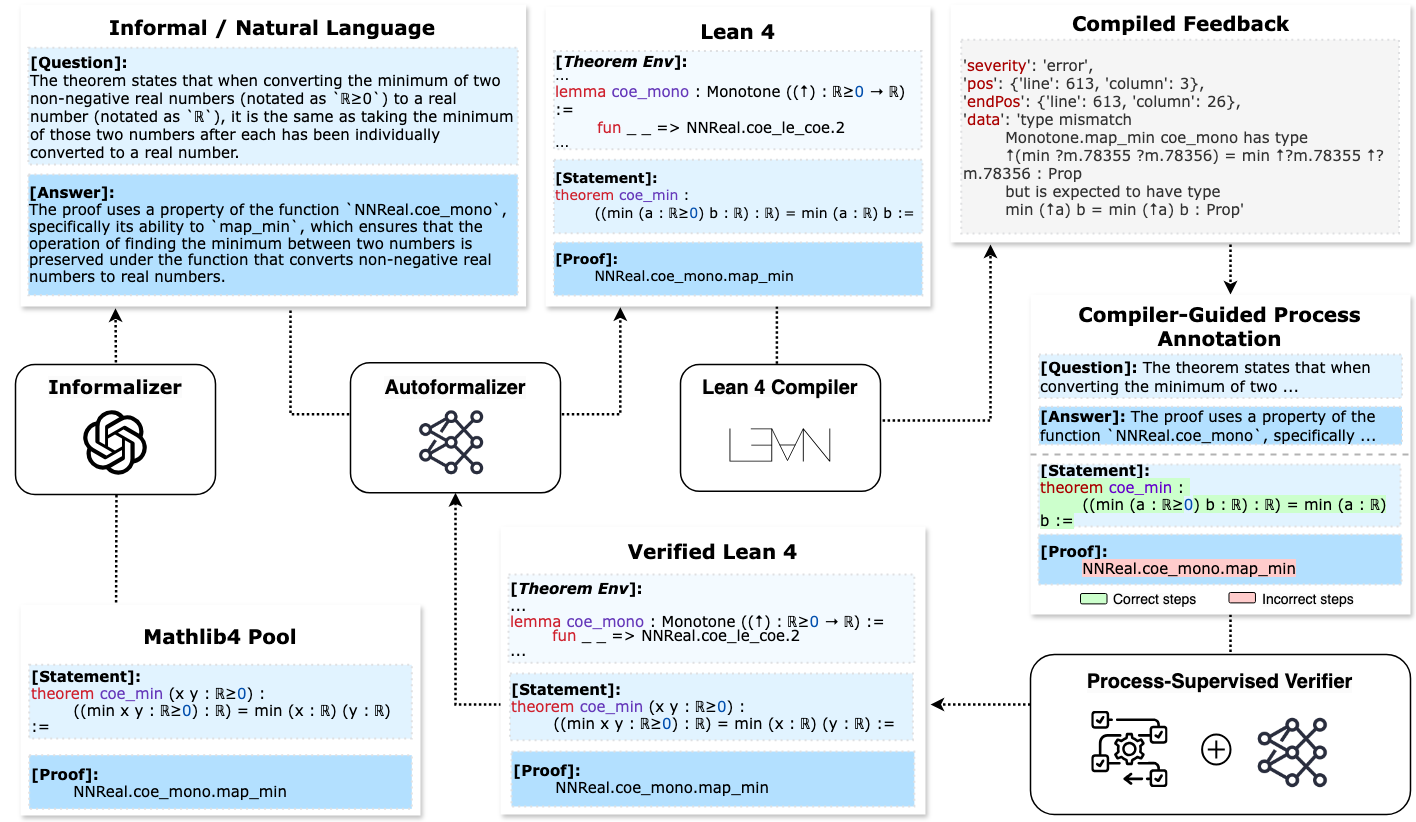 Informal / Natural Language
[Question]:
The theorem states that when converting the minimum of two
non-negative real numbers (notated as `ℝ≥0`) to a real
number (notated as `ℝ`), it is the same as taking the minimum
of those two numbers after each has been individually
converted to a real number.
[Answer]:
The proof uses a property of the function `NNReal.coe_mono`,
specifically its ability to `map_min`, which ensures that the
operation of finding the minimum between two numbers is
preserved under the function that converts non-negative real
numbers to real numbers.
Lean 4
[Theorem Env]:
...
lemma coe_mono : Monotone ((↑) : ℝ≥0 → ℝ)
:=
fun _ _ => NNReal.coe_le_coe.2
...
[Statement]:
theorem coe_min :
((min (a : ℝ≥0) b : ℝ) : ℝ) = min (a : ℝ) b :=
[Proof]:
NNReal.coe_mono.map_min
Compiled Feedback
'severity': 'error',
'pos': {'line': 613, 'column': 3},
'endPos': {'line': 613, 'column': 26},
'data': 'type mismatch
Monotone.map_min coe_mono has type
↑(min ?m.78355 ?m.78356) = min ↑?m.78355 ↑?
m.78356 : Prop
but is expected to have type
min (↑a) b = min (↑a) b : Prop'
Informalizer
Autoformalizer
Lean 4 Compiler
LEAN
Compiler-Guided Process
Annotation
[Question]: The theorem states that when
converting the minimum of two ...
[Answer]: The proof uses a property of the
function `NNReal.coe_mono`, specifically ...
[Statement]:
theorem coe_min :
((min (a : ℝ≥0) b : ℝ) : ℝ) = min (a : ℝ)
b :=
[Proof]:
NNReal.coe_mono.map_min
Correct steps
Incorrect steps
Mathlib4 Pool
[Statement]:
theorem coe_min (x y : ℝ≥0) :
((min x y : ℝ≥0) : ℝ) = min (x : ℝ) (y : ℝ)
:=
[Proof]:
NNReal.coe_mono.map_min
Verified Lean 4
[Theorem Env]:
...
lemma coe_mono : Monotone ((↑) : ℝ≥0 → ℝ) :=
fun _ _ => NNReal.coe_le_coe.2
...
[Statement]:
theorem coe_min (x y : ℝ≥0) :
((min x y : ℝ≥0) : ℝ) = min (x : ℝ) (y : ℝ) :=
[Proof]:
NNReal.coe_mono.map_min
Process-Supervised Verifier